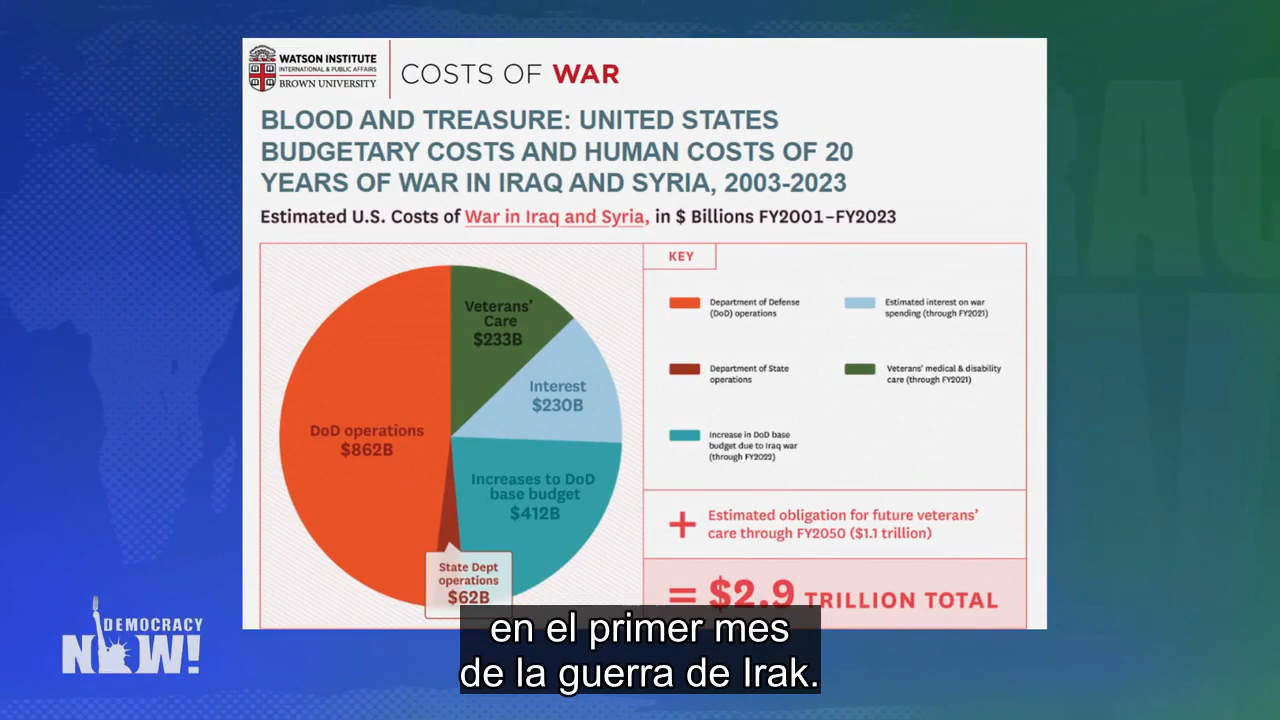 WATSON INSTITUTE
INTERNATIONAL & PUBLIC AFFAIRS
BROWN UNIVERSITY
COSTS OF WAR
BLOOD AND TREASURE: UNITED STATES
BUDGETARY COSTS AND HUMAN COSTS OF 20
YEARS OF WAR IN IRAQ AND SYRIA, 2003-2023
Estimated U.S. Costs of War in Iraq and Syria, in $ Billions FY2001–FY2023
Veterans'
Care
$233B
Interest
$230B
DoD operations
$862B
Increases to DoD
base budget
$412B
State Dept
operations
$62B
KEY
Department of Defense
(DoD) operations
Estimated interest on war
spending (through FY2021)
Department of State
operations
Veterans' medical & disability
care (through FY2021)
Increase in DoD base
budget due to Iraq war
(through FY2022)
+ Estimated obligation for future veterans'
care through FY2050 ($1.1 trillion)
= $2.9 TRILLION TOTAL
DEMOCRACY
NOW!
en el primer mes
de la guerra de Irak.